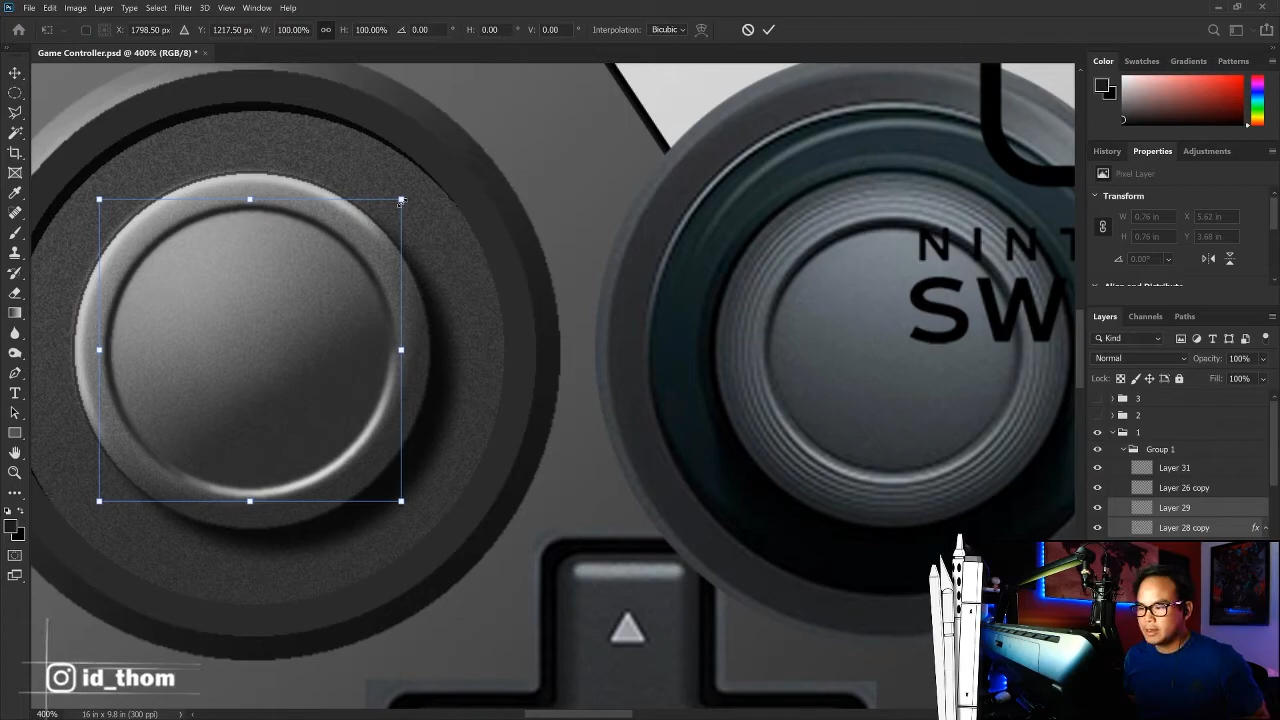 Ps File Edit Image Layer Type Select Filter 3D View Window Help
X: 1798.50 px Y: 1217.50 px W: 100.00% H: 100.00% 0.00 ° H: 0.00 ° V: 0.00 ° Interpolation: Bicubic
Game Controller.psd @ 400% (RGB/8) * ×
Color Swatches Gradients Patterns
History Properties Adjustments
Pixel Layer
Transform
W 0.76 in X 5.62 in
H 0.76 in Y 3.68 in
0.00°
Align and Distribute
Layers Channels Paths
Kind
Normal Opacity: 100%
Lock: Fill: 100%
3
2
1
Group 1
Layer 31
Layer 26 copy
Layer 29
Layer 28 copy fx
NINT
SW
id_thom
400% 16 in x 9.8 in (300 ppi)